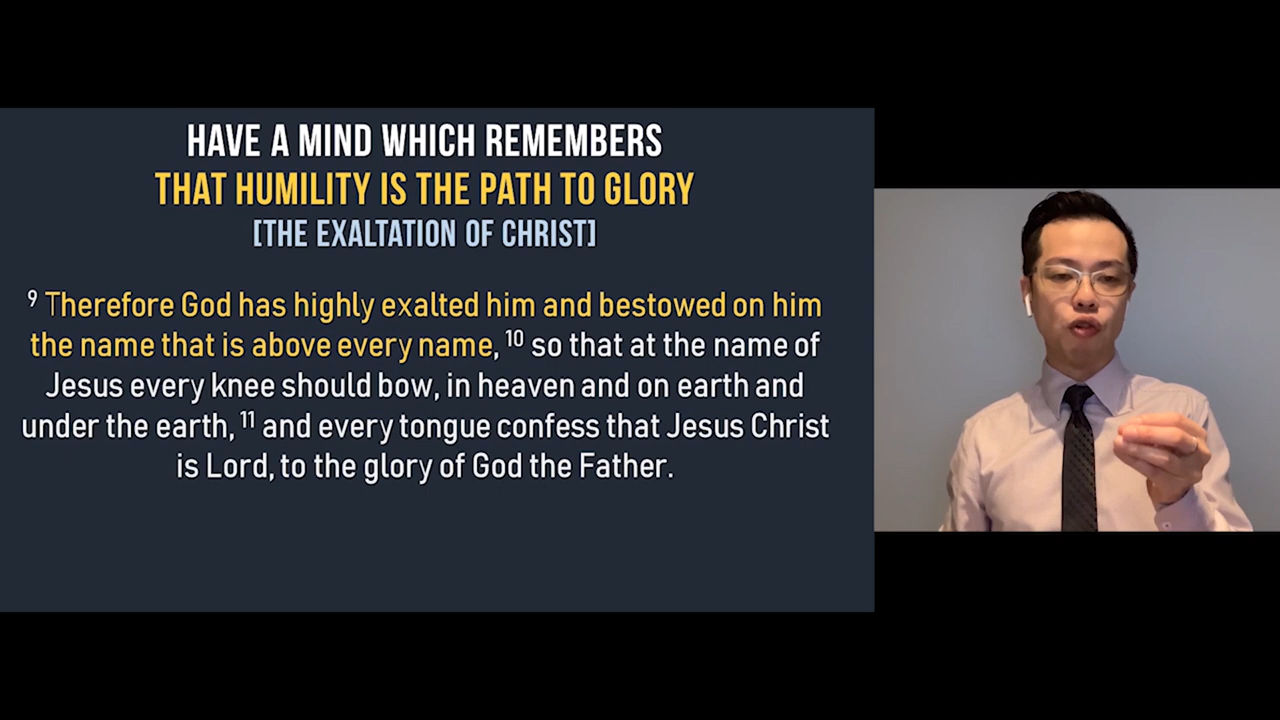 HAVE A MIND WHICH REMEMBERS
THAT HUMILITY IS THE PATH TO GLORY
[THE EXALTATION OF CHRIST]
9 Therefore God has highly exalted him and bestowed on him
the name that is above every name, 10 so that at the name of
Jesus every knee should bow, in heaven and on earth and
under the earth, 11 and every tongue confess that Jesus Christ
is Lord, to the glory of God the Father.